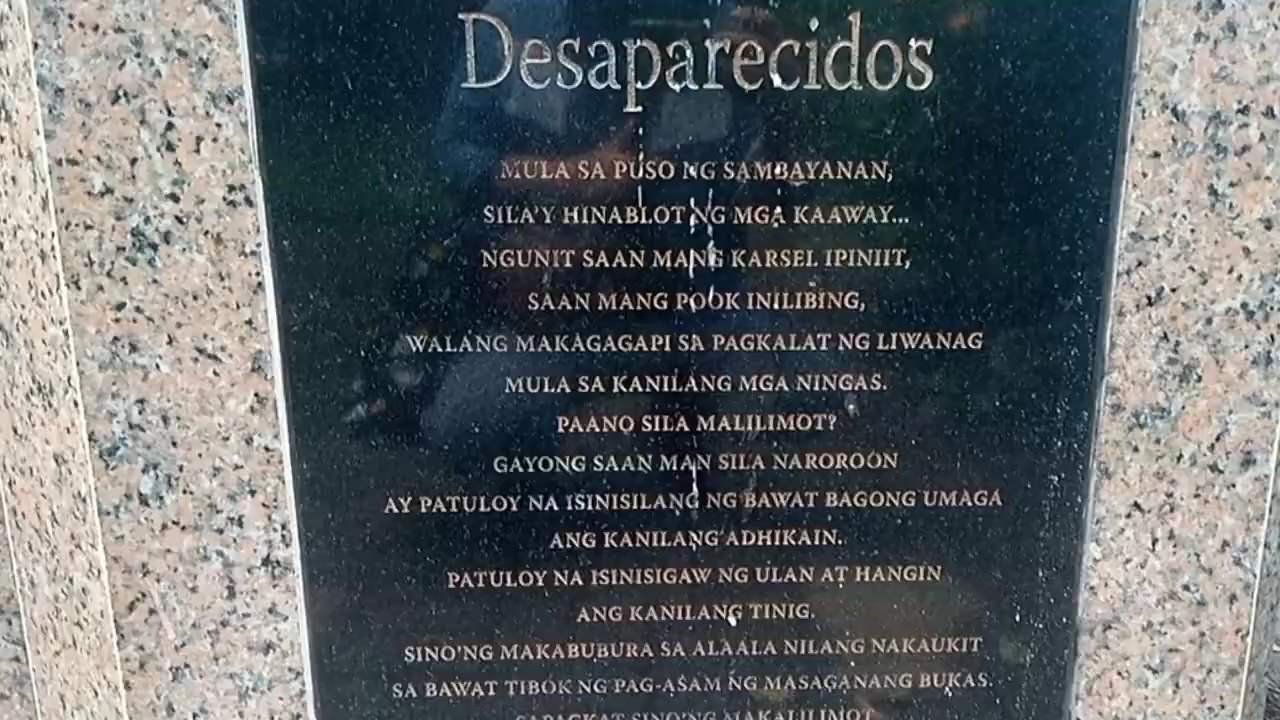 Desaparecidos
MULA SA PUSO NG SAMBAYANAN,
SILA'Y HINABLOT NG MGA KAAWAY...
NGUNIT SAAN MANG KARSEL IPINIIT,
SAAN MANG POOK INILIBING,
WALANG MAKAGAGAPI SA PAGKALAT NG LIWANAG
MULA SA KANILANG MGA NINGAS.
PAANO SILA MALILIMOT?
GAYONG SAAN MAN SILA NAROROON
AY PATULOY NA ISINISILANG NG BAWAT BAGONG UMAGA
ANG KANILANG ADHIKAIN.
PATULOY NA ISINISIGAW NG ULAN AT HANGIN
ANG KANILANG TINIG.
SINO'NG MAKABUBURA SA ALAALA NILANG NAKAUKIT
SA BAWAT TIBOK NG PAG-ASAM NG MASAGANANG BUKAS.
SAPAGKAT SINO'NG MAKALILIMOT